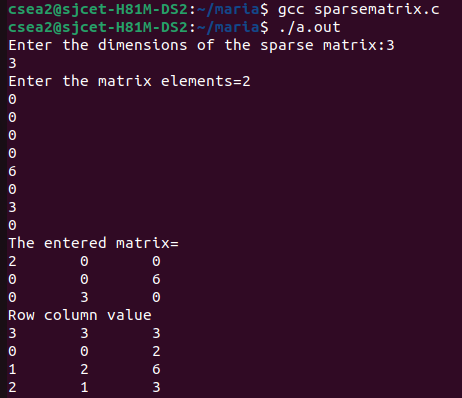 csea2@sjcet-H81M-DS2:~/maria$ gcc sparsematrix.c
csea2@sjcet-H81M-DS2:~/maria$ ./a.out
Enter the dimensions of the sparse matrix:3
3
Enter the matrix elements=2
0
0
0
0
6
0
3
0
The entered matrix=
2 0 0
0 0 6
0 3 0
Row column value
3 3 3
0 0 2
1 2 6
2 1 3